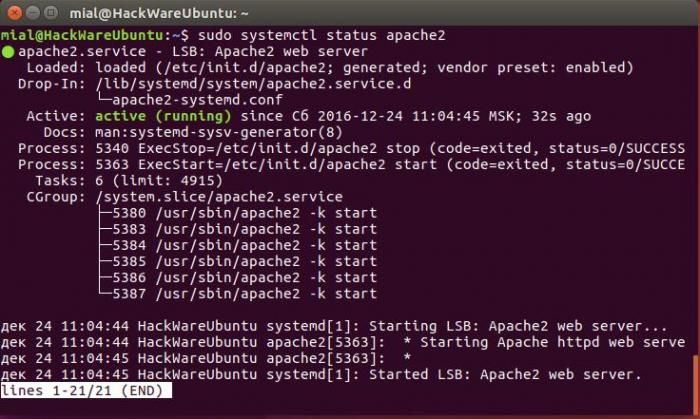 mial@HackWareUbuntu: ~
mial@HackWareUbuntu:~$ sudo systemctl status apache2
● apache2.service - LSB: Apache2 web server
   Loaded: loaded (/etc/init.d/apache2; generated; vendor preset: enabled)
  Drop-In: /lib/systemd/system/apache2.service.d
           └─apache2-systemd.conf
   Active: active (running) since Сб 2016-12-24 11:04:45 MSK; 32s ago
     Docs: man:systemd-sysv-generator(8)
  Process: 5340 ExecStop=/etc/init.d/apache2 stop (code=exited, status=0/SUCCESS
  Process: 5363 ExecStart=/etc/init.d/apache2 start (code=exited, status=0/SUCCE
    Tasks: 6 (limit: 4915)
   CGroup: /system.slice/apache2.service
           ├─5380 /usr/sbin/apache2 -k start
           ├─5383 /usr/sbin/apache2 -k start
           ├─5384 /usr/sbin/apache2 -k start
           ├─5385 /usr/sbin/apache2 -k start
           ├─5386 /usr/sbin/apache2 -k start
           └─5387 /usr/sbin/apache2 -k start
дек 24 11:04:44 HackWareUbuntu systemd[1]: Starting LSB: Apache2 web server...
дек 24 11:04:44 HackWareUbuntu apache2[5363]:  * Starting Apache httpd web serve
дек 24 11:04:45 HackWareUbuntu apache2[5363]:  *
дек 24 11:04:45 HackWareUbuntu systemd[1]: Started LSB: Apache2 web server.
lines 1-21/21 (END)